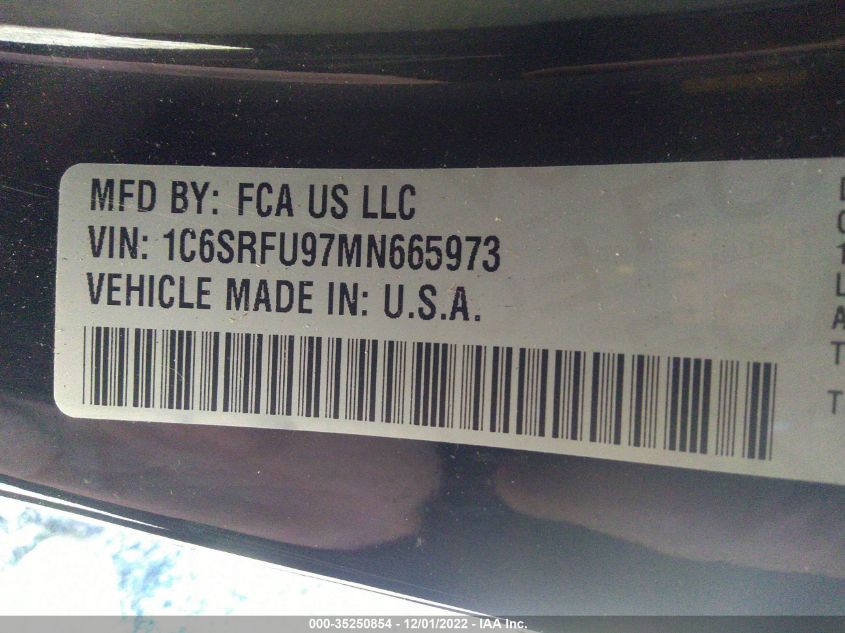 MFD BY: FCA US LLC
VIN: 1C6SRFU97MN665973
VEHICLE MADE IN: U.S.A.
000-35250854 - 12/01/2022 - IAA Inc.